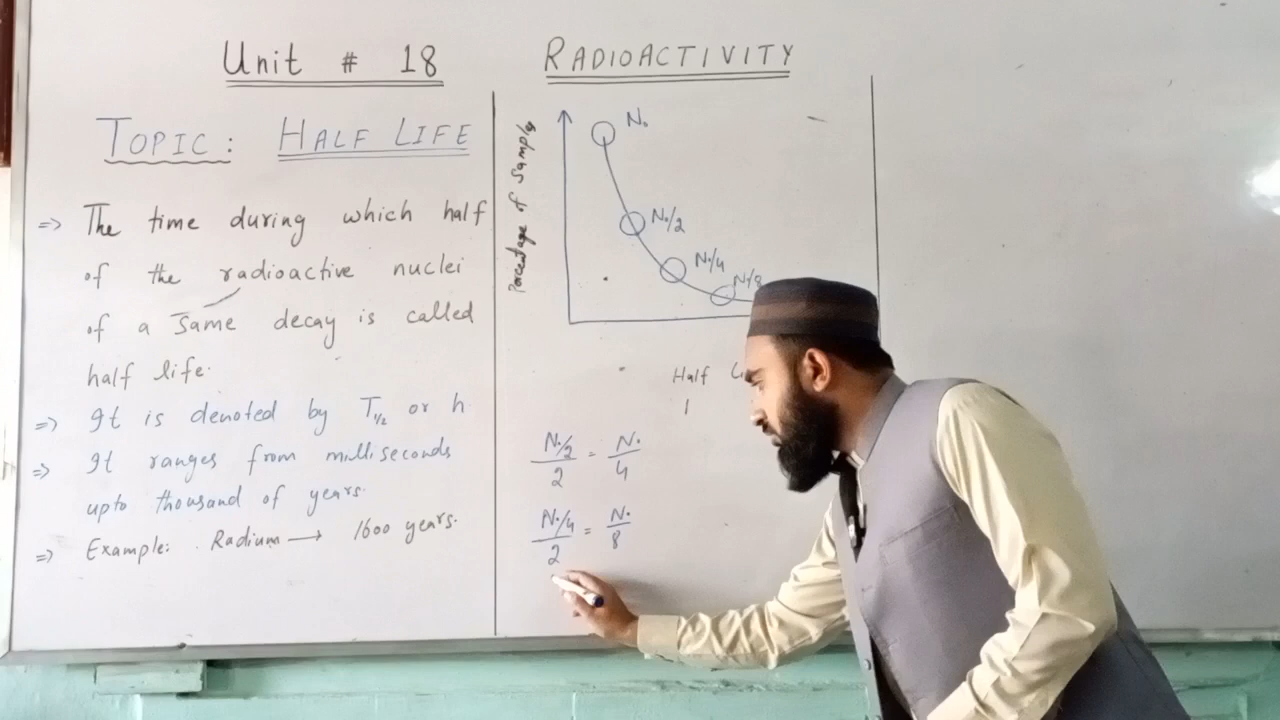 Unit # 18
RADIOACTIVITY
TOPIC: HALF LIFE
⇒ The time during which half
of the radioactive nuclei
of a same decay is called
half life.
⇒ It is denoted by T½ or h
⇒ It ranges from milliseconds
upto thousand of years.
⇒ Example: Radium → 1600 years.
Percentage of Sample
N₀
N₀/2
N₀/4
N₀/8
Half
1
N₀/2 / 2 = N₀ / 4
N₀/4 / 2 = N₀ / 8